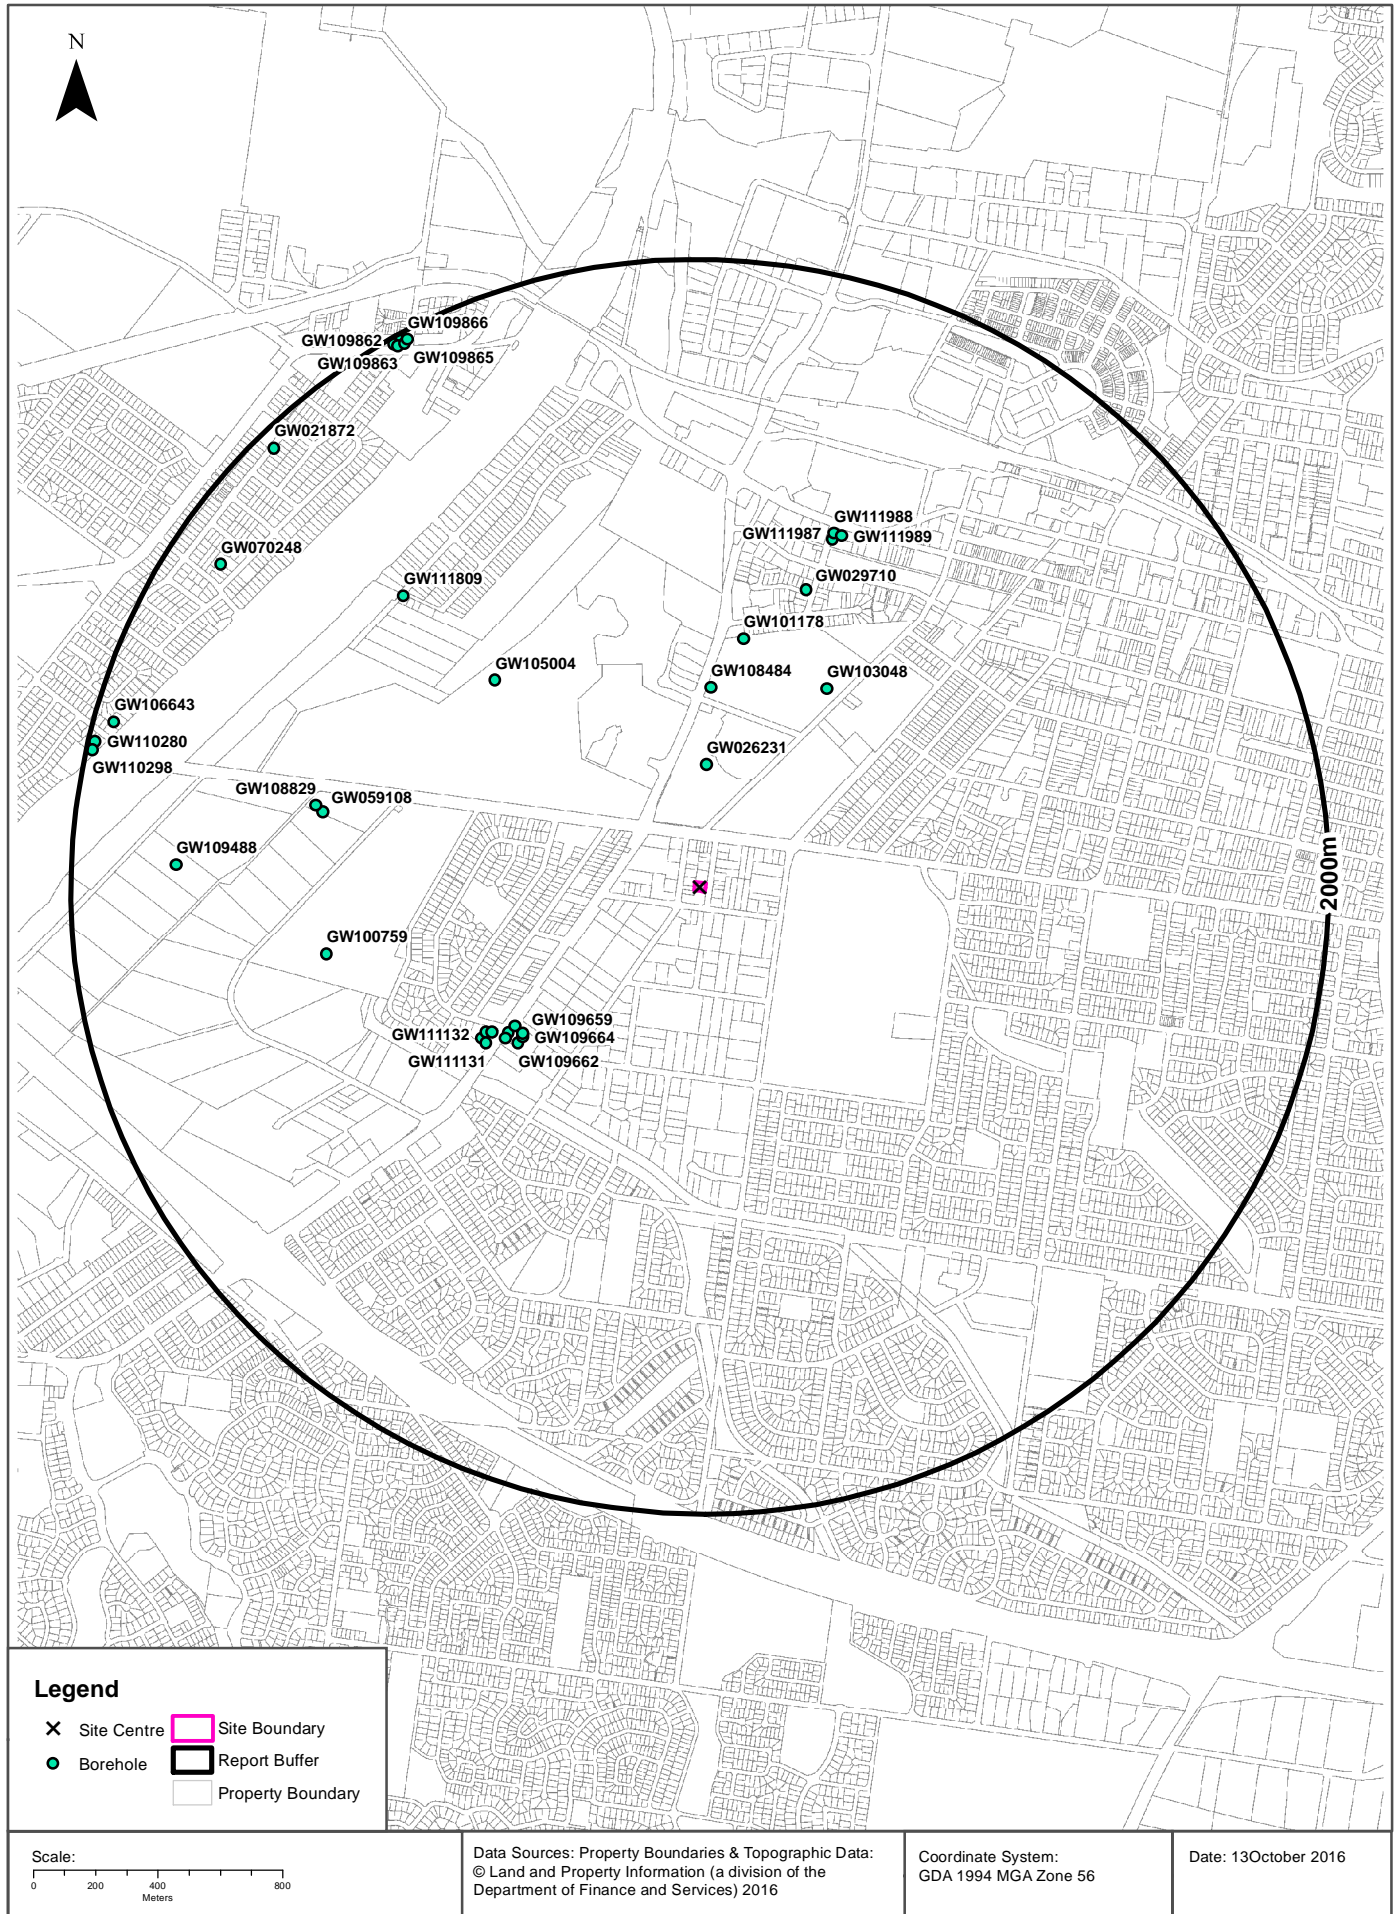 N
GW109866
GW109862
GW109863 GW109865
GW021872
GW111988
GW111987 GW111989
GW070248
GW111809
GW029710
GW101178
GW105004
GW108484 GW103048
GW106643
GW110280
GW026231
GW110298
GW108829
GW059108
GW109488
2000m
GW100759
GW109659
GW111132 GW109664
GW111131 GW109662
Legend
Site Centre Site Boundary
Borehole Report Buffer
Property Boundary
Scale:
0 200 400 800
Meters
Data Sources: Property Boundaries & Topographic Data:
© Land and Property Information (a division of the
Department of Finance and Services) 2016
Coordinate System:
GDA 1994 MGA Zone 56
Date: 13October 2016